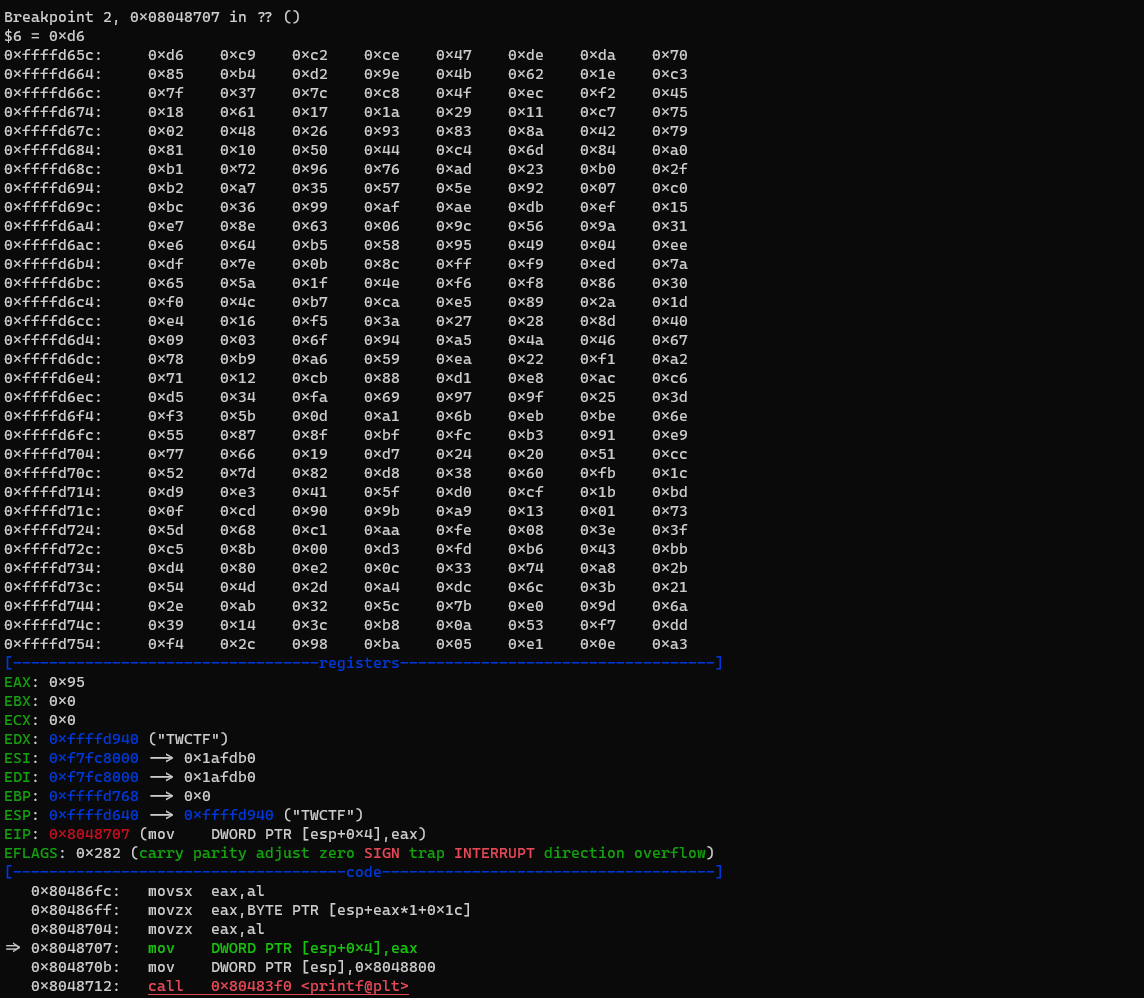 Breakpoint 2, 0x08048707 in ?? ()
$6 = 0xd6
0xffffd65c: 0xd6 0xc9 0xc2 0xce 0x47 0xde 0xda 0x70
0xffffd664: 0x85 0xb4 0xd2 0x9e 0x4b 0x62 0x1e 0xc3
0xffffd66c: 0x7f 0x37 0x7c 0xc8 0x4f 0xec 0xf2 0x45
0xffffd674: 0x18 0x61 0x17 0x1a 0x29 0x11 0xc7 0x75
0xffffd67c: 0x02 0x48 0x26 0x93 0x83 0x8a 0x42 0x79
0xffffd684: 0x81 0x10 0x50 0x44 0xc4 0x6d 0x84 0xa0
0xffffd68c: 0xb1 0x72 0x96 0x76 0xad 0x23 0xb0 0x2f
0xffffd694: 0xb2 0xa7 0x35 0x57 0x5e 0x92 0x07 0xc0
0xffffd69c: 0xbc 0x36 0x99 0xaf 0xae 0xdb 0xef 0x15
0xffffd6a4: 0xe7 0x8e 0x63 0x06 0x9c 0x56 0x9a 0x31
0xffffd6ac: 0xe6 0x64 0xb5 0x58 0x95 0x49 0x04 0xee
0xffffd6b4: 0xdf 0x7e 0x0b 0x8c 0xff 0xf9 0xed 0x7a
0xffffd6bc: 0x65 0x5a 0x1f 0x4e 0xf6 0xf8 0x86 0x30
0xffffd6c4: 0xf0 0x4c 0xb7 0xca 0xe5 0x89 0x2a 0x1d
0xffffd6cc: 0xe4 0x16 0xf5 0x3a 0x27 0x28 0x8d 0x40
0xffffd6d4: 0x09 0x03 0x6f 0x94 0xa5 0x4a 0x46 0x67
0xffffd6dc: 0x78 0xb9 0xa6 0x59 0xea 0x22 0xf1 0xa2
0xffffd6e4: 0x71 0x12 0xcb 0x88 0xd1 0xe8 0xac 0xc6
0xffffd6ec: 0xd5 0x34 0xfa 0x69 0x97 0x9f 0x25 0x3d
0xffffd6f4: 0xf3 0x5b 0x0d 0xa1 0x6b 0xeb 0xbe 0x6e
0xffffd6fc: 0x55 0x87 0x8f 0xbf 0xfc 0xb3 0x91 0xe9
0xffffd704: 0x77 0x66 0x19 0xd7 0x24 0x20 0x51 0xcc
0xffffd70c: 0x52 0x7d 0x82 0xd8 0x38 0x60 0xfb 0x1c
0xffffd714: 0xd9 0xe3 0x41 0x5f 0xd0 0xcf 0x1b 0xbd
0xffffd71c: 0x0f 0xcd 0x90 0x9b 0xa9 0x13 0x01 0x73
0xffffd724: 0x5d 0x68 0xc1 0xaa 0xfe 0x08 0x3e 0x3f
0xffffd72c: 0xc5 0x8b 0x00 0xd3 0xfd 0xb6 0x43 0xbb
0xffffd734: 0xd4 0x80 0xe2 0x0c 0x33 0x74 0xa8 0x2b
0xffffd73c: 0x54 0x4d 0x2d 0xa4 0xdc 0x6c 0x3b 0x21
0xffffd744: 0x2e 0xab 0x32 0x5c 0x7b 0xe0 0x9d 0x6a
0xffffd74c: 0x39 0x14 0x3c 0xb8 0x0a 0x53 0xf7 0xdd
0xffffd754: 0xf4 0x2c 0x98 0xba 0x05 0xe1 0x0e 0xa3
[----------------------------------registers-----------------------------------]
EAX: 0x95
EBX: 0x0
ECX: 0x0
EDX: 0xffffd940 ("TWCTF")
ESI: 0xf7fc8000 --> 0x1afdb0
EDI: 0xf7fc8000 --> 0x1afdb0
EBP: 0xffffd768 --> 0x0
ESP: 0xffffd640 --> 0xffffd940 ("TWCTF")
EIP: 0x8048707 (mov    DWORD PTR [esp+0x4],eax)
EFLAGS: 0x282 (carry parity adjust zero SIGN trap INTERRUPT direction overflow)
[-------------------------------------code-------------------------------------]
0x80486fc: movsx  eax,al
0x80486ff: movzx  eax,BYTE PTR [esp+eax*1+0x1c]
0x8048704: movzx  eax,al
=> 0x8048707: mov    DWORD PTR [esp+0x4],eax
0x804870b: mov    DWORD PTR [esp],0x8048800
0x8048712: call   0x80483f0 <printf@plt>